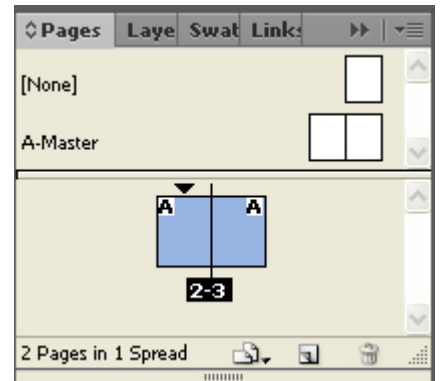 Pages Laye Swat Links
[None]
A-Master
A A
2-3
2 Pages in 1 Spread